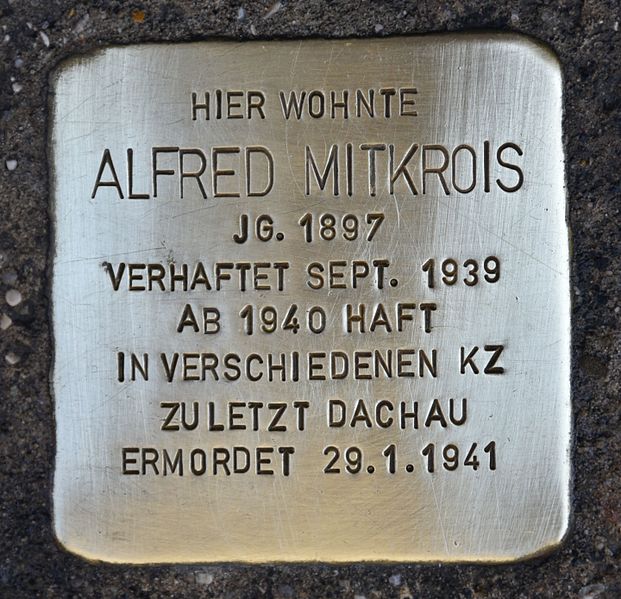 HIER WOHNTE
ALFRED MITKROIS
JG. 1897
VERHAFTET SEPT. 1939
AB 1940 HAFT
IN VERSCHIEDENEN KZ
ZULETZT DACHAU
ERMORDET 29.1.1941